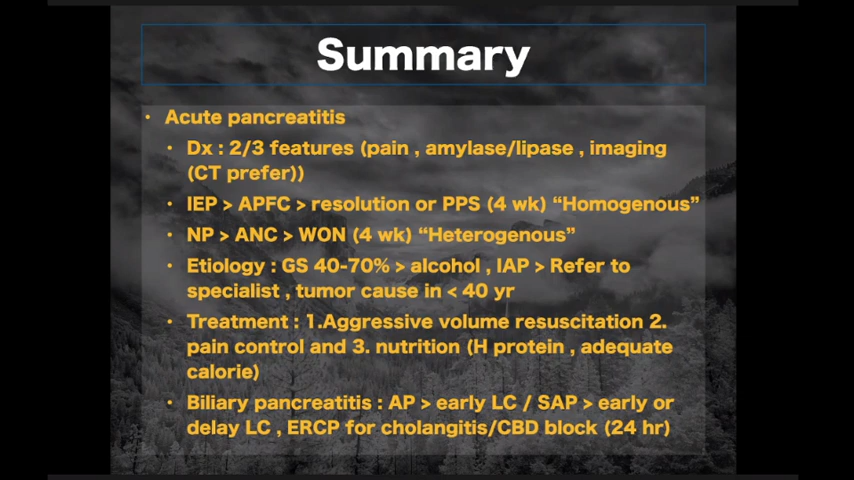 Summary
• Acute pancreatitis
• Dx : 2/3 features (pain , amylase/lipase , imaging
(CT prefer))
• IEP > APFC > resolution or PPS (4 wk) “Homogenous”
• NP > ANC > WON (4 wk) “Heterogenous”
• Etiology : GS 40-70% > alcohol , IAP > Refer to
specialist , tumor cause in < 40 yr
• Treatment : 1.Aggressive volume resuscitation 2.
pain control and 3. nutrition (H protein , adequate
calorie)
• Biliary pancreatitis : AP > early LC / SAP > early or
delay LC , ERCP for cholangitis/CBD block (24 hr)